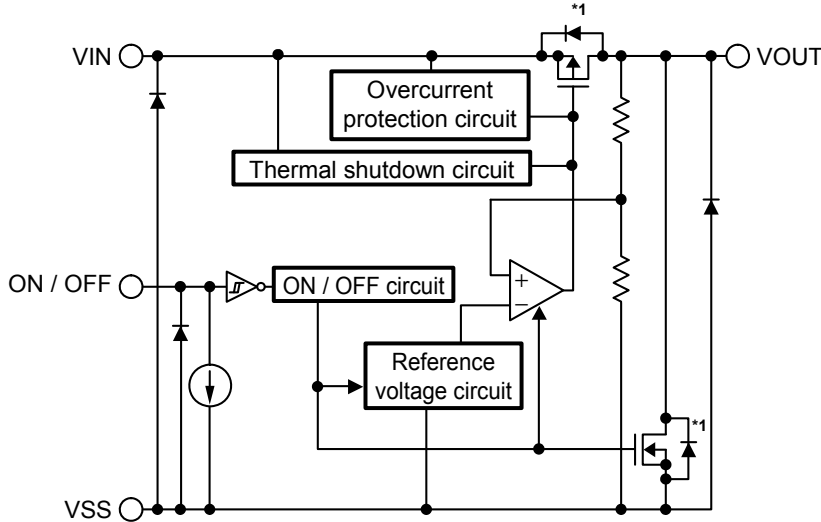 *1
VIN
VOUT
Overcurrent
protection circuit
Thermal shutdown circuit
ON / OFF
ON / OFF circuit
+
−
Reference
voltage circuit
*1
VSS